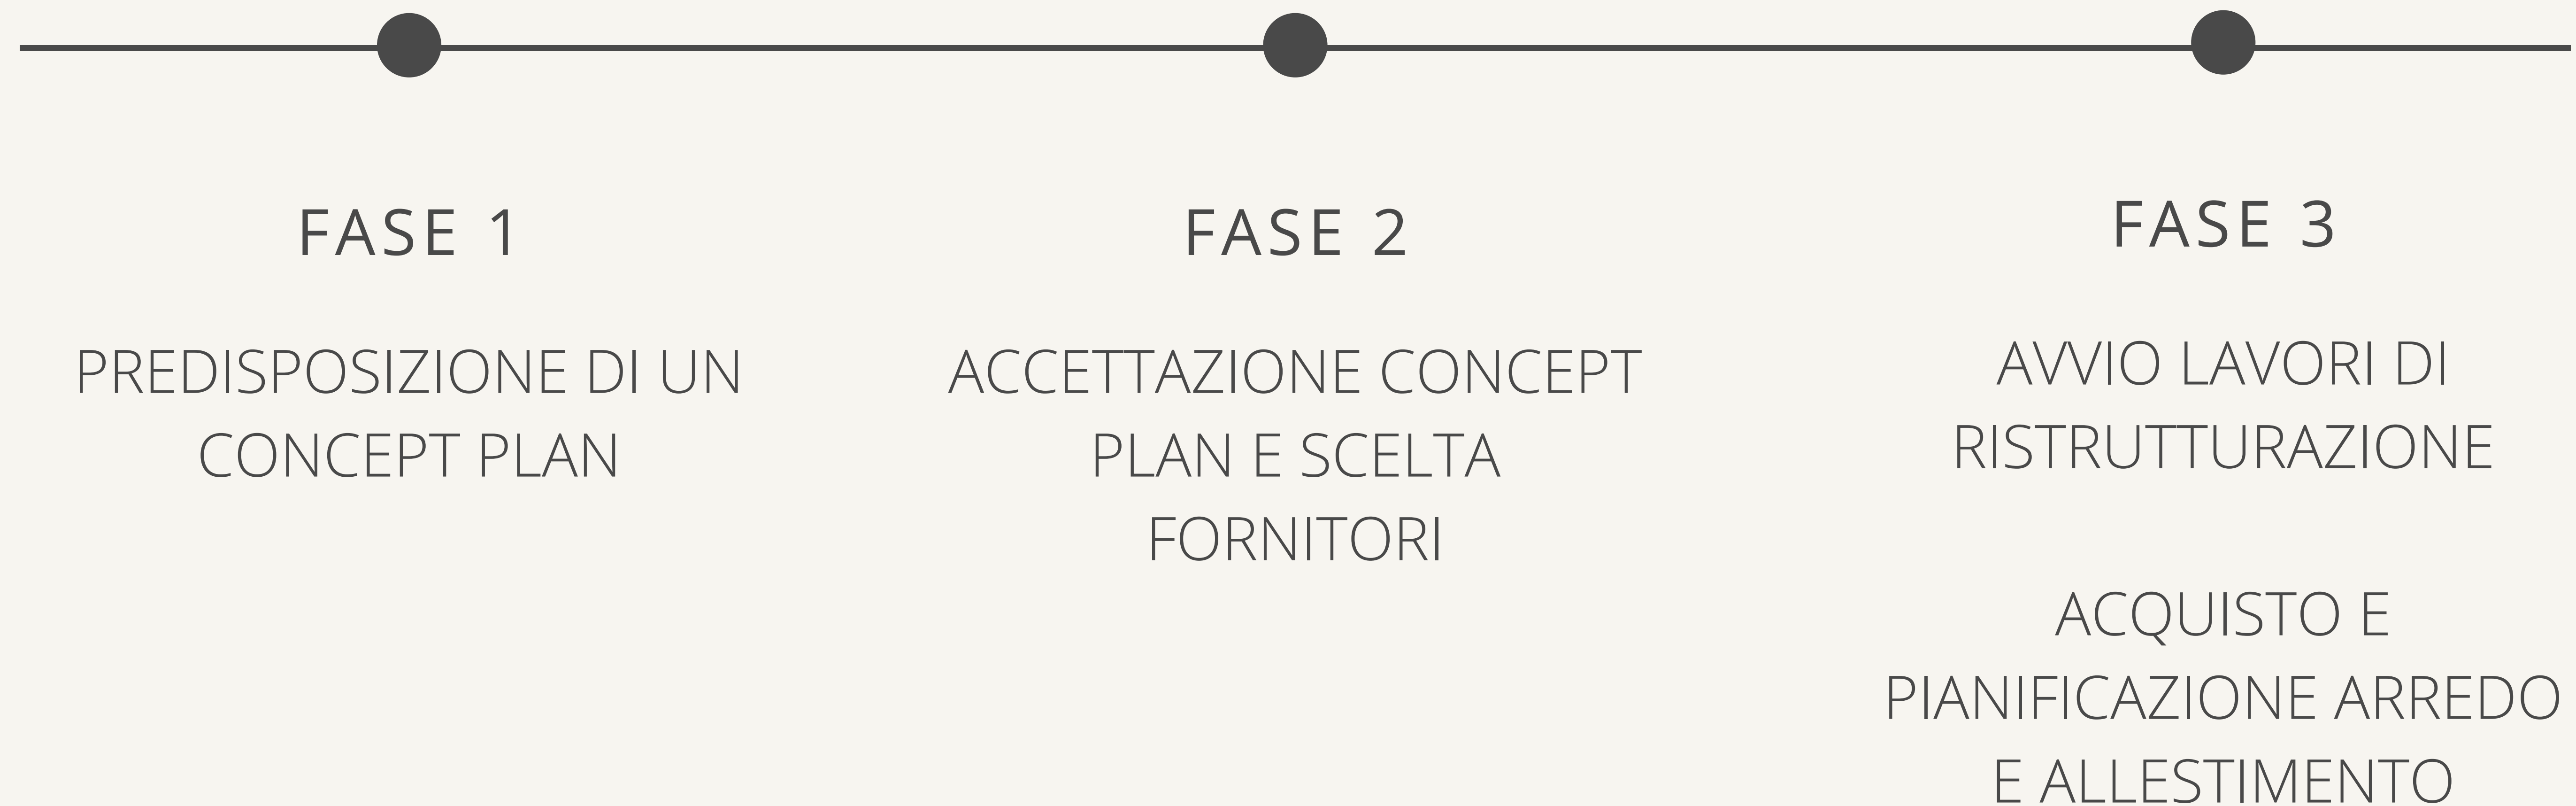 FASE 1
PREDISPOSIZIONE DI UN
CONCEPT PLAN
FASE 2
ACCETTAZIONE CONCEPT
PLAN E SCELTA
FORNITORI
FASE 3
AVVIO LAVORI DI
RISTRUTTURAZIONE
ACQUISTO E
PIANIFICAZIONE ARREDO
E ALLESTIMENTO